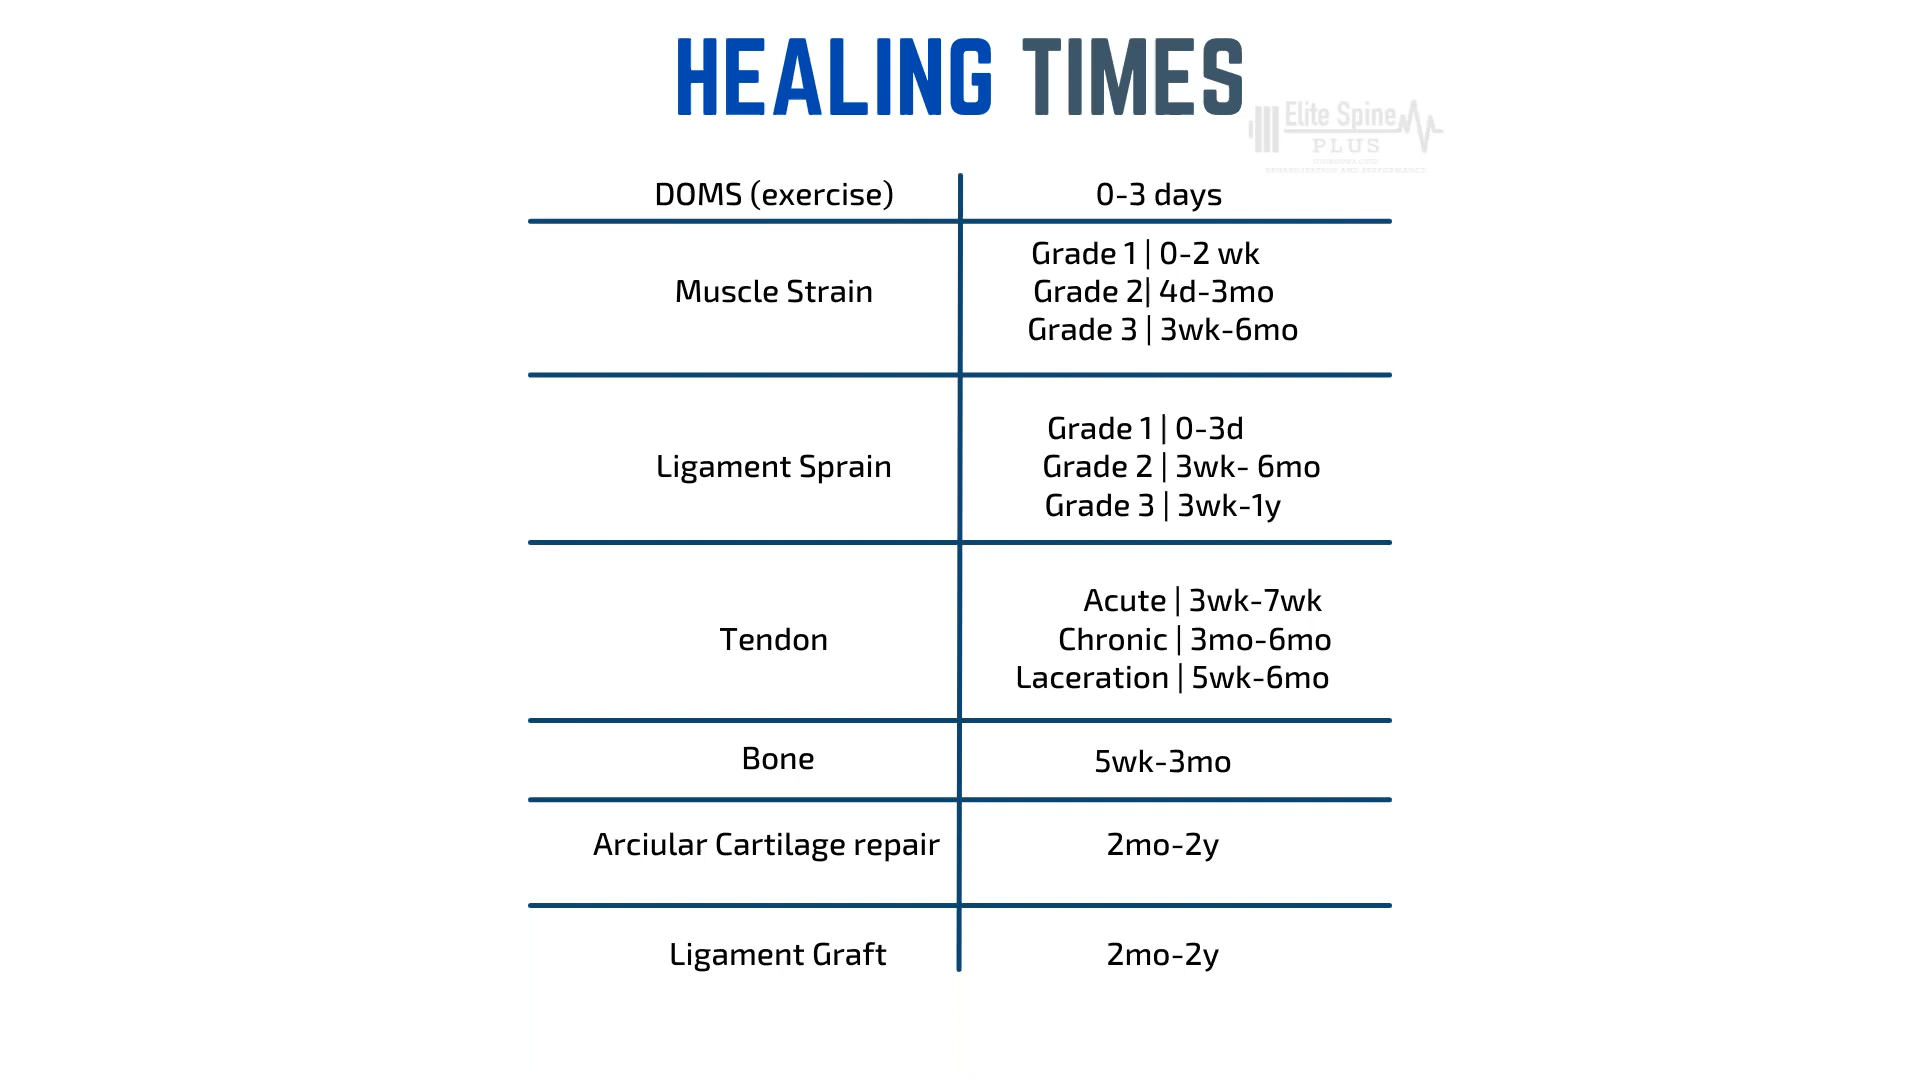 HEALING TIMES
Elite Spine
PLUS
DOMS (exercise) 0-3 days
Muscle Strain
Grade 1 | 0-2 wk
Grade 2| 4d-3mo
Grade 3 | 3wk-6mo
Ligament Sprain
Grade 1 | 0-3d
Grade 2 | 3wk- 6mo
Grade 3 | 3wk-1y
Tendon
Acute | 3wk-7wk
Chronic | 3mo-6mo
Laceration | 5wk-6mo
Bone 5wk-3mo
Arciular Cartilage repair 2mo-2y
Ligament Graft 2mo-2y